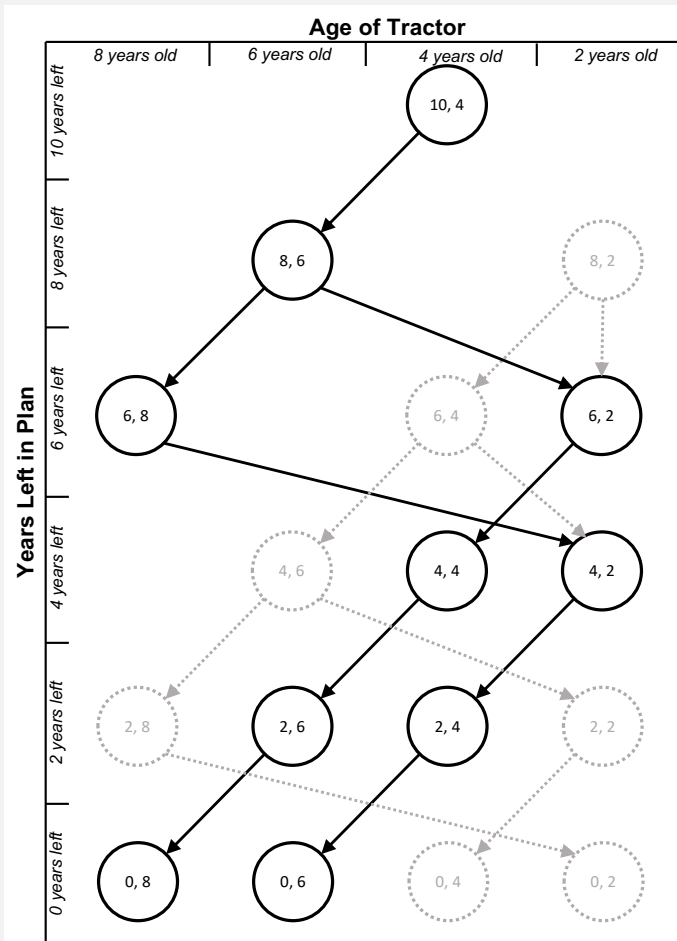 Age of Tractor
8 years old
6 years old
4 years old
2 years old
Years Left in Plan
10 years left
10, 4
8 years left
8, 6
8, 2
6 years left
6, 8
6, 4
6, 2
4 years left
4, 6
4, 4
4, 2
2 years left
2, 8
2, 6
2, 4
2, 2
0 years left
0, 8
0, 6
0, 4
0, 2